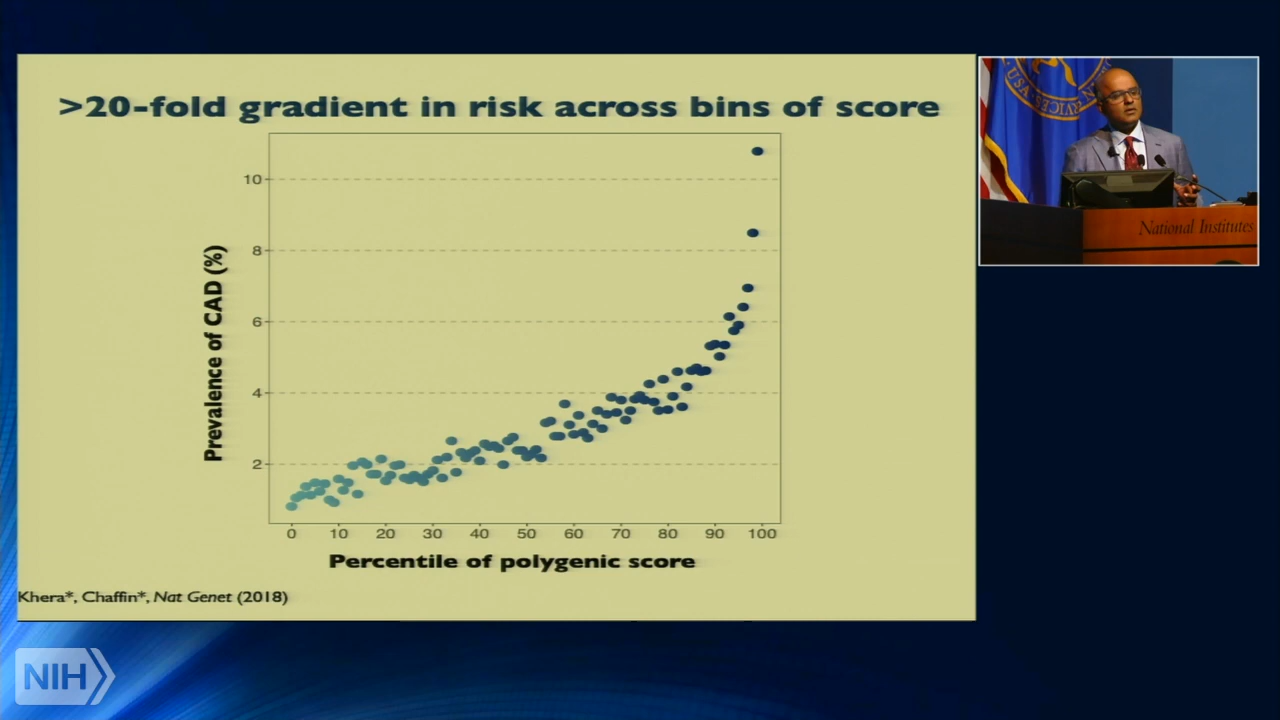 >20-fold gradient in risk across bins of score
10
8
6
4
2
Prevalence of CAD (%)
0 10 20 30 40 50 60 70 80 90 100
Percentile of polygenic score
Khera*, Chaffin*, Nat Genet (2018)
NIH
National Institutes